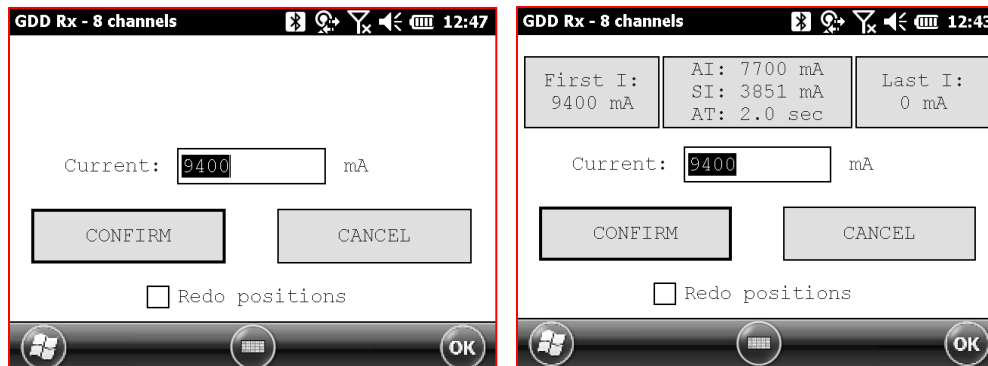 GDD Rx - 8 channels 12:47
Current: 9400 mA
CONFIRM CANCEL
Redo positions
OK
GDD Rx - 8 channels 12:43
First I:
9400 mA
AI: 7700 mA
SI: 3851 mA
AT: 2.0 sec
Last I:
0 mA
Current: 9400 mA
CONFIRM CANCEL
Redo positions
OK